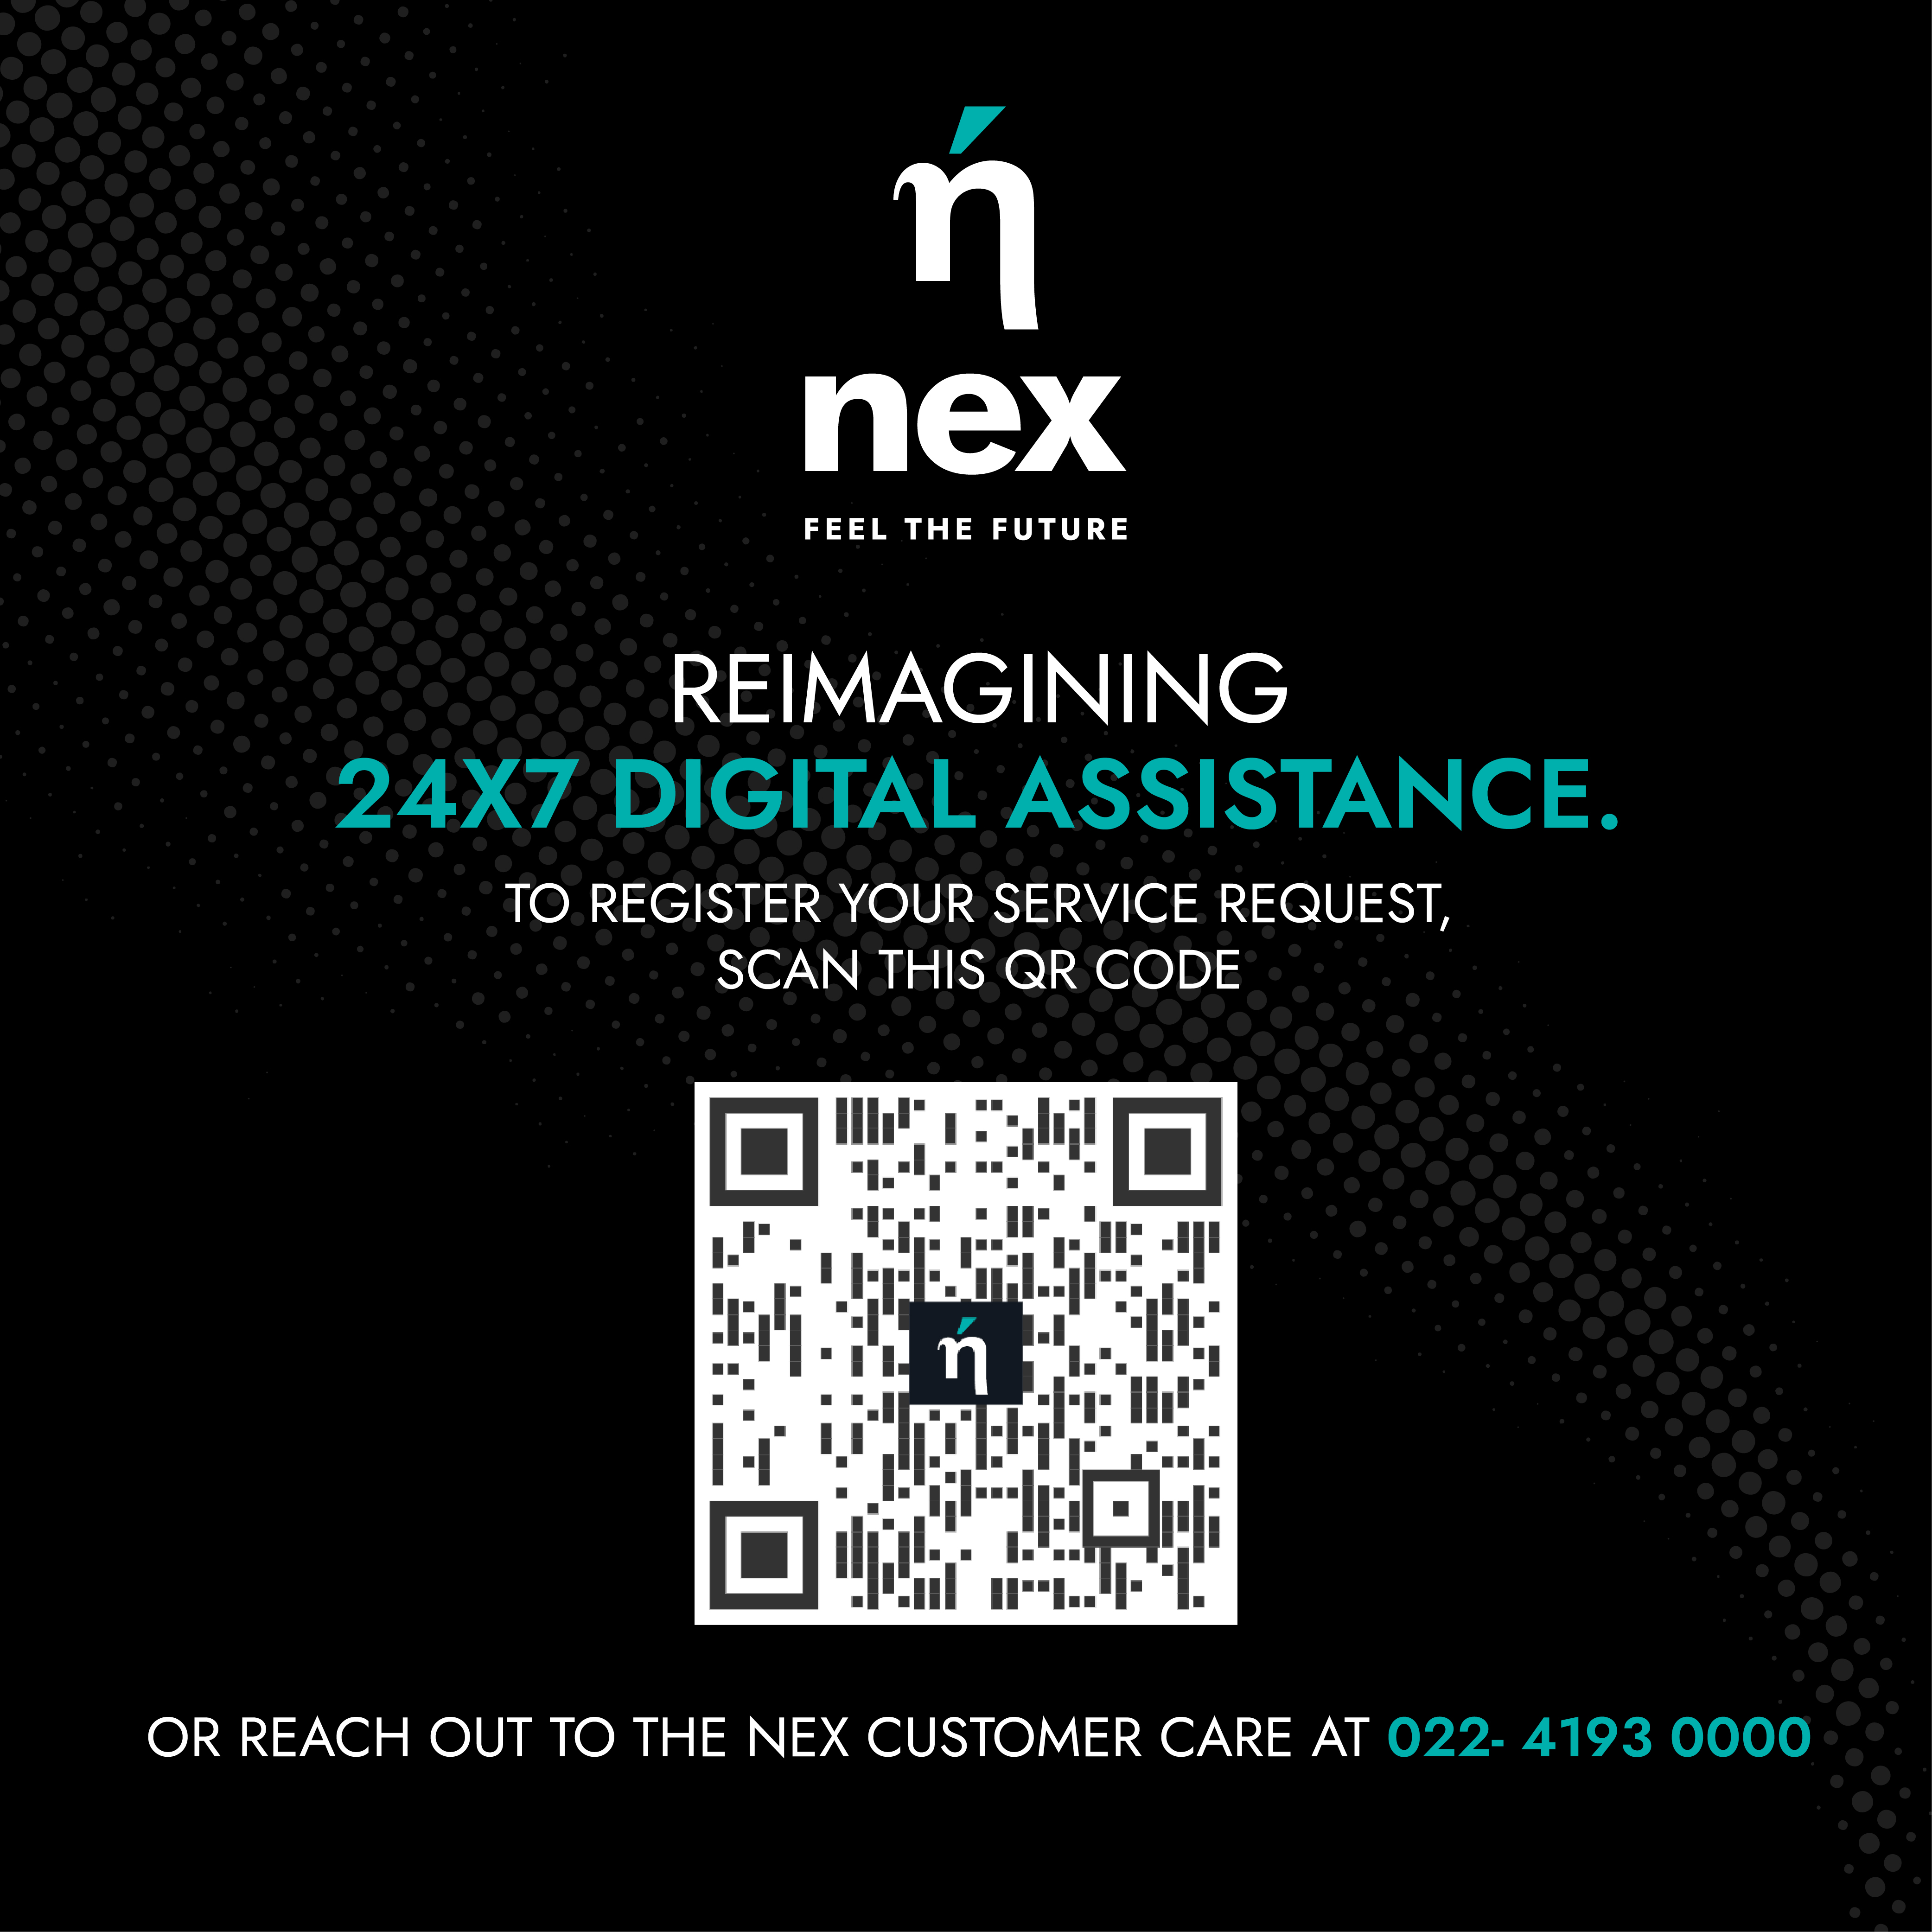 ή
nex
FEEL THE FUTURE
REIMAGINING
24X7 DIGITAL ASSISTANCE.
TO REGISTER YOUR SERVICE REQUEST,
SCAN THIS QR CODE
ή
OR REACH OUT TO THE NEX CUSTOMER CARE AT 022- 4193 0000